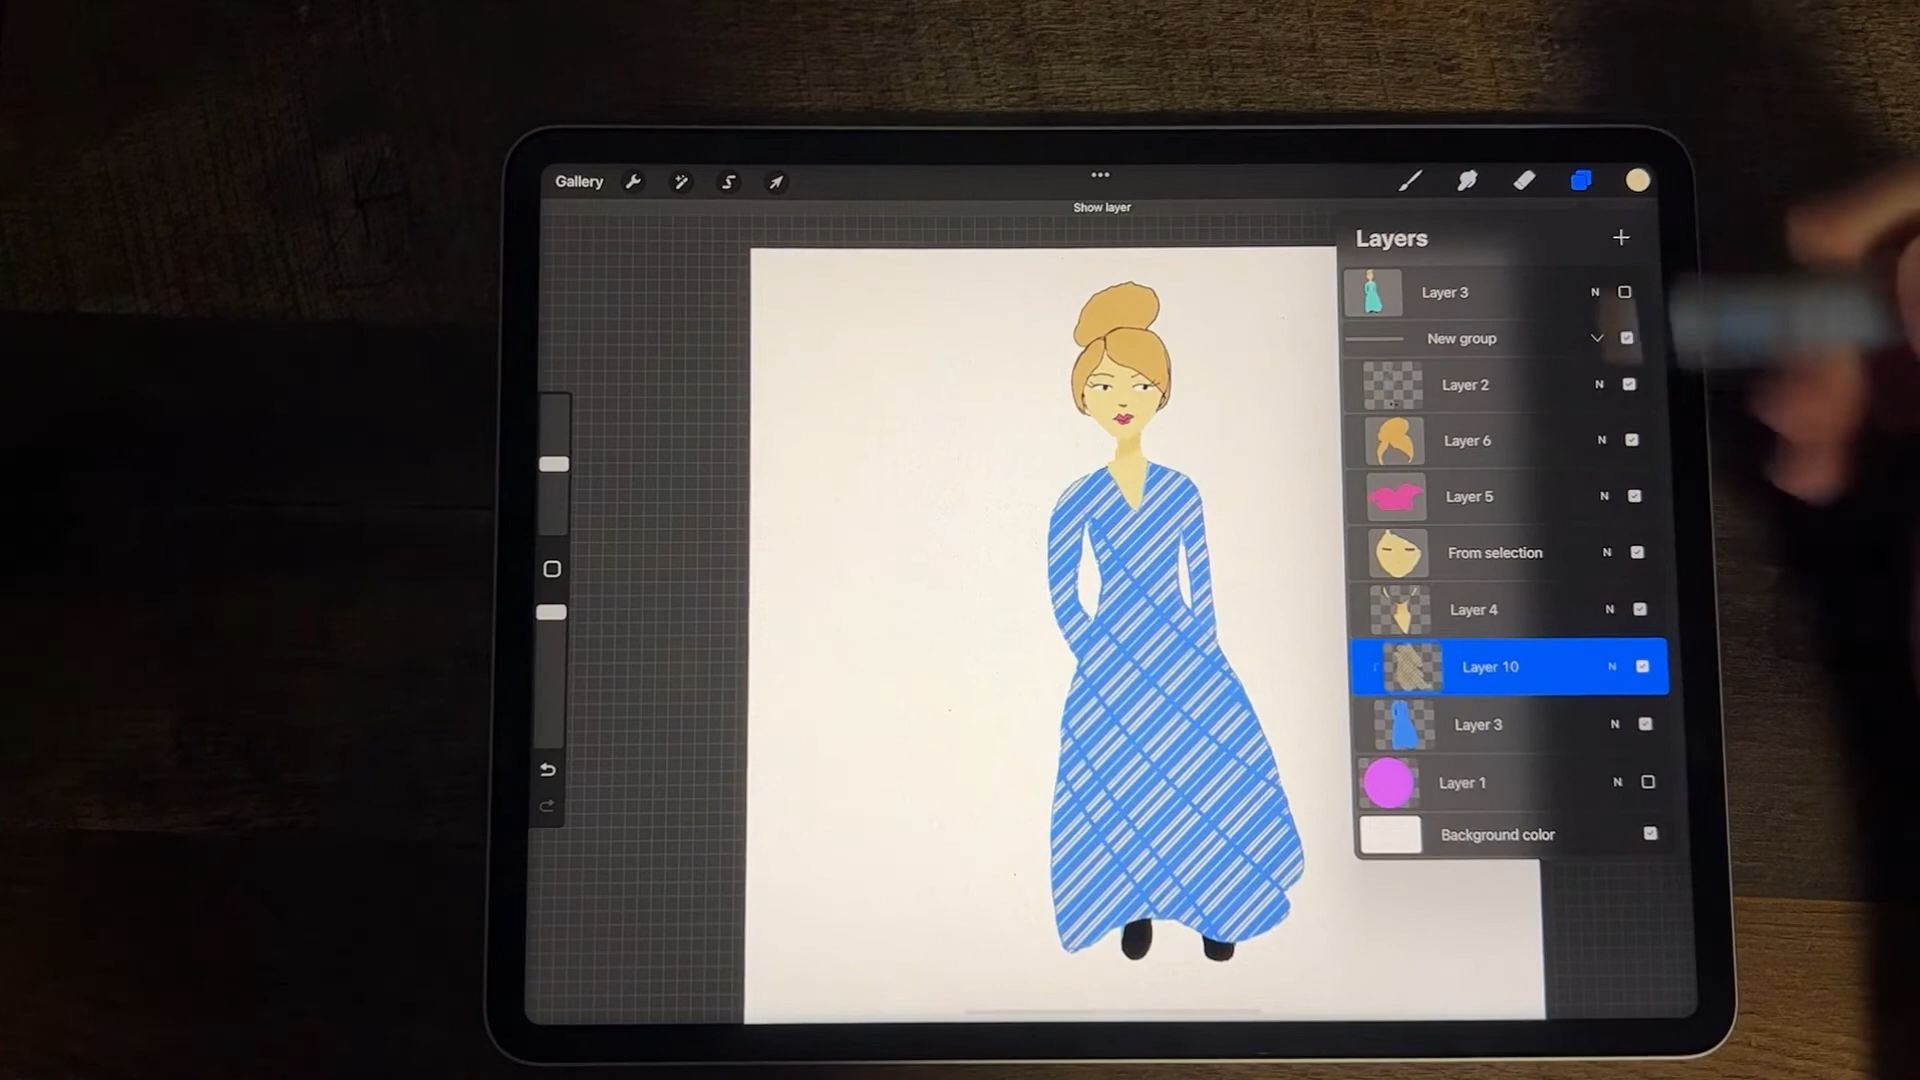 Gallery
Show layer
Layers
Layer 3 N
New group
Layer 2 N
Layer 6 N
Layer 5 N
From selection N
Layer 4 N
Layer 10 N
Layer 3 N
Layer 1 N
Background color